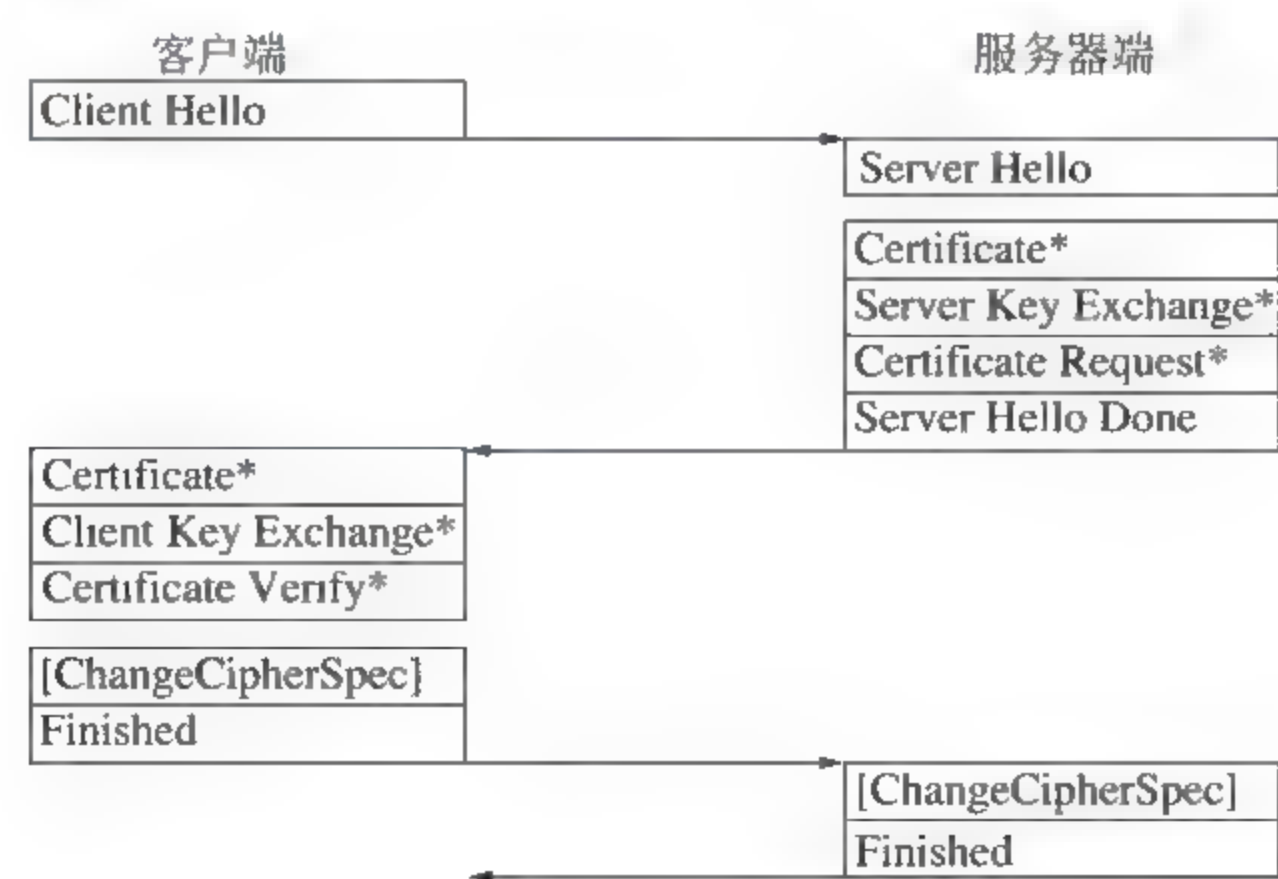 客户端 服务器端
Client Hello
Server Hello
Certificate*
Server Key Exchange*
Certificate Request*
Server Hello Done
Certificate*
Client Key Exchange*
Certificate Verify*
[ChangeCipherSpec]
Finished
[ChangeCipherSpec]
Finished